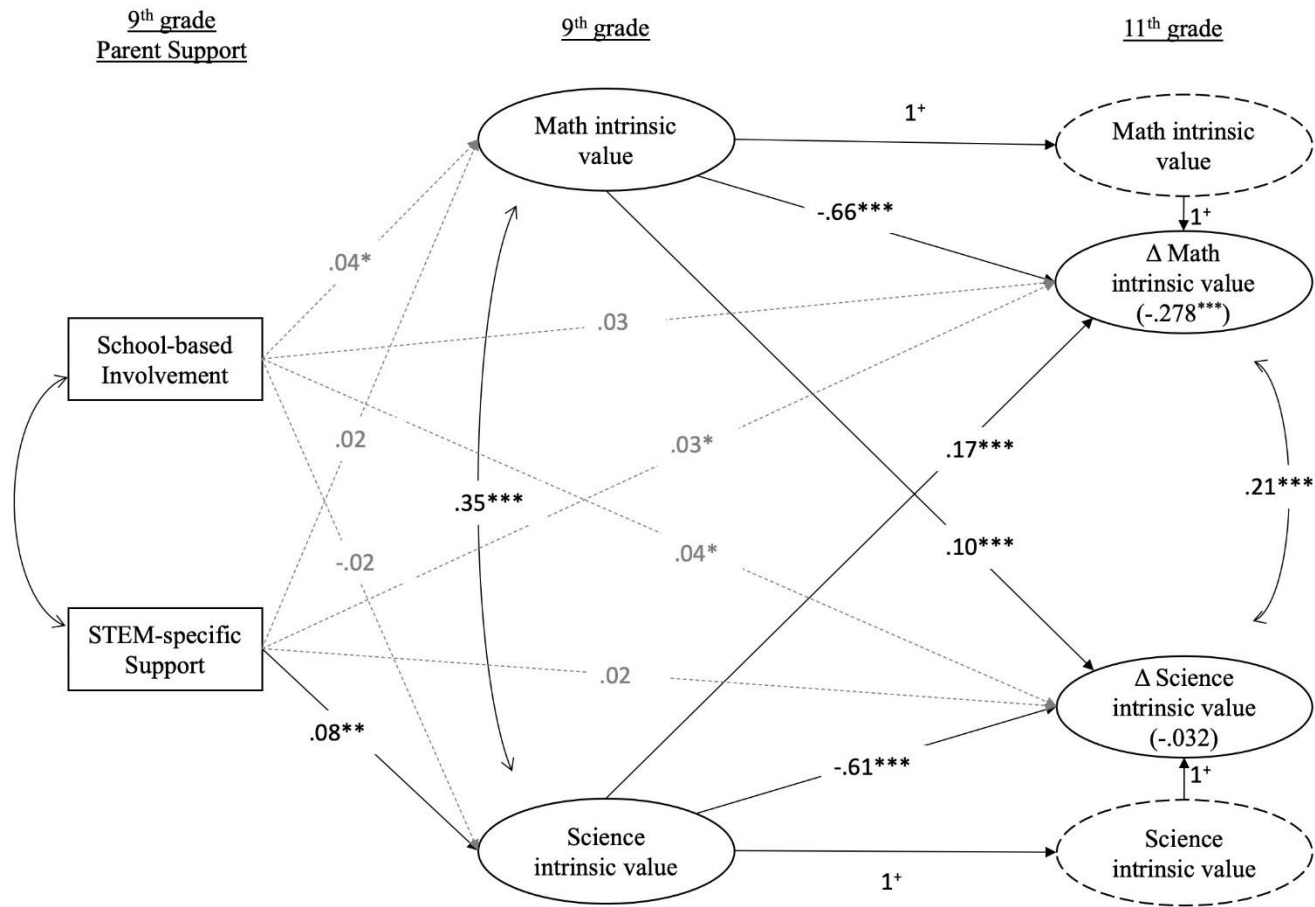 9th grade
Parent Support
9th grade
11th grade
Math intrinsic
value
1+
Math intrinsic
value
-.66***
1+
.04*
Δ Math
intrinsic value
(-.278***)
.03
School-based
Involvement
.02
.03*
.17***
.35***
.21***
-.02
.04*
.10***
STEM-specific
Support
.02
Δ Science
intrinsic value
(-.032)
.08**
-.61***
1+
Science
intrinsic value
1+
Science
intrinsic value